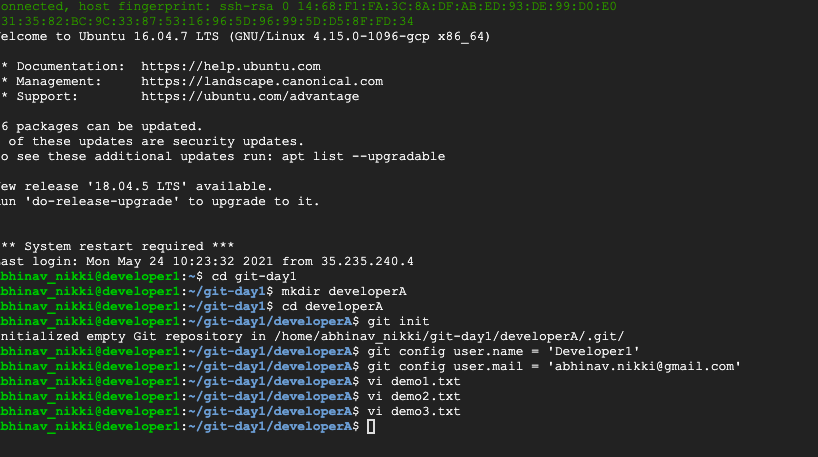 onnected, host fingerprint: ssh-rsa 0 14:68:F1:FA:3C:8A:DF:AB:ED:93:DE:99:D0:E0
31:35:82:BC:9C:33:87:53:16:96:5D:96:99:5D:D5:8F:FD:34
elcome to Ubuntu 16.04.7 LTS (GNU/Linux 4.15.0-1096-gcp x86_64)
* Documentation:  https://help.ubuntu.com
* Management:     https://landscape.canonical.com
* Support:        https://ubuntu.com/advantage
6 packages can be updated.
of these updates are security updates.
o see these additional updates run: apt list --upgradable
ew release '18.04.5 LTS' available.
un 'do-release-upgrade' to upgrade to it.
** System restart required ***
ast login: Mon May 24 10:23:32 2021 from 35.235.240.4
bhinav_nikki@developer1:~$ cd git-day1
bhinav_nikki@developer1:~/git-day1$ mkdir developerA
bhinav_nikki@developer1:~/git-day1$ cd developerA
bhinav_nikki@developer1:~/git-day1/developerA$ git init
nitialized empty Git repository in /home/abhinav_nikki/git-day1/developerA/.git/
bhinav_nikki@developer1:~/git-day1/developerA$ git config user.name = 'Developer1'
bhinav_nikki@developer1:~/git-day1/developerA$ git config user.mail = 'abhinav.nikki@gmail.com'
bhinav_nikki@developer1:~/git-day1/developerA$ vi demo1.txt
bhinav_nikki@developer1:~/git-day1/developerA$ vi demo2.txt
bhinav_nikki@developer1:~/git-day1/developerA$ vi demo3.txt
bhinav_nikki@developer1:~/git-day1/developerA$